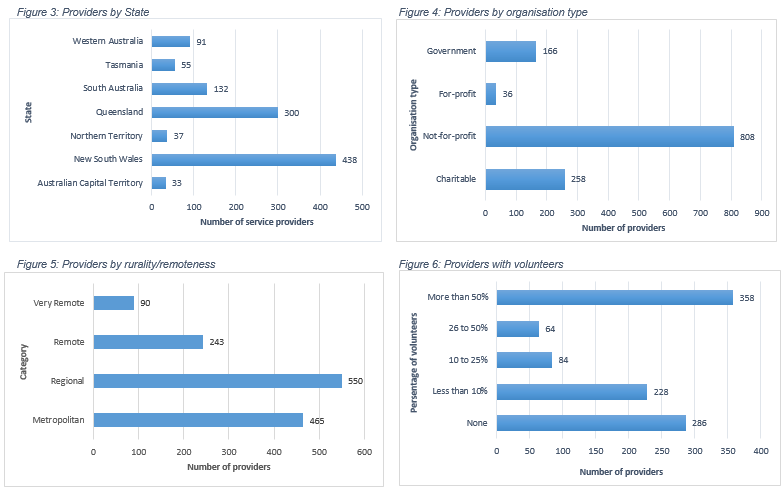 Figure 3: Providers by State
State
Western Australia 91
Tasmania 55
South Australia 132
Queensland 300
Northern Territory 37
New South Wales 438
Australian Capital Territory 33
0 100 200 300 400 500
Number of service providers
Figure 4: Providers by organisation type
Organisation type
Government 166
For-profit 36
Not-for-profit 808
Charitable 258
0 100 200 300 400 500 600 700 800 900
Number of providers
Figure 5: Providers by rurality/remoteness
Category
Very Remote 90
Remote 243
Regional 550
Metropolitan 465
0 100 200 300 400 500 600
Number of providers
Figure 6: Providers with volunteers
Persentage of volunteers
More than 50% 358
26 to 50% 64
10 to 25% 84
Less than 10% 228
None 286
0 50 100 150 200 250 300 350 400
Number of providers